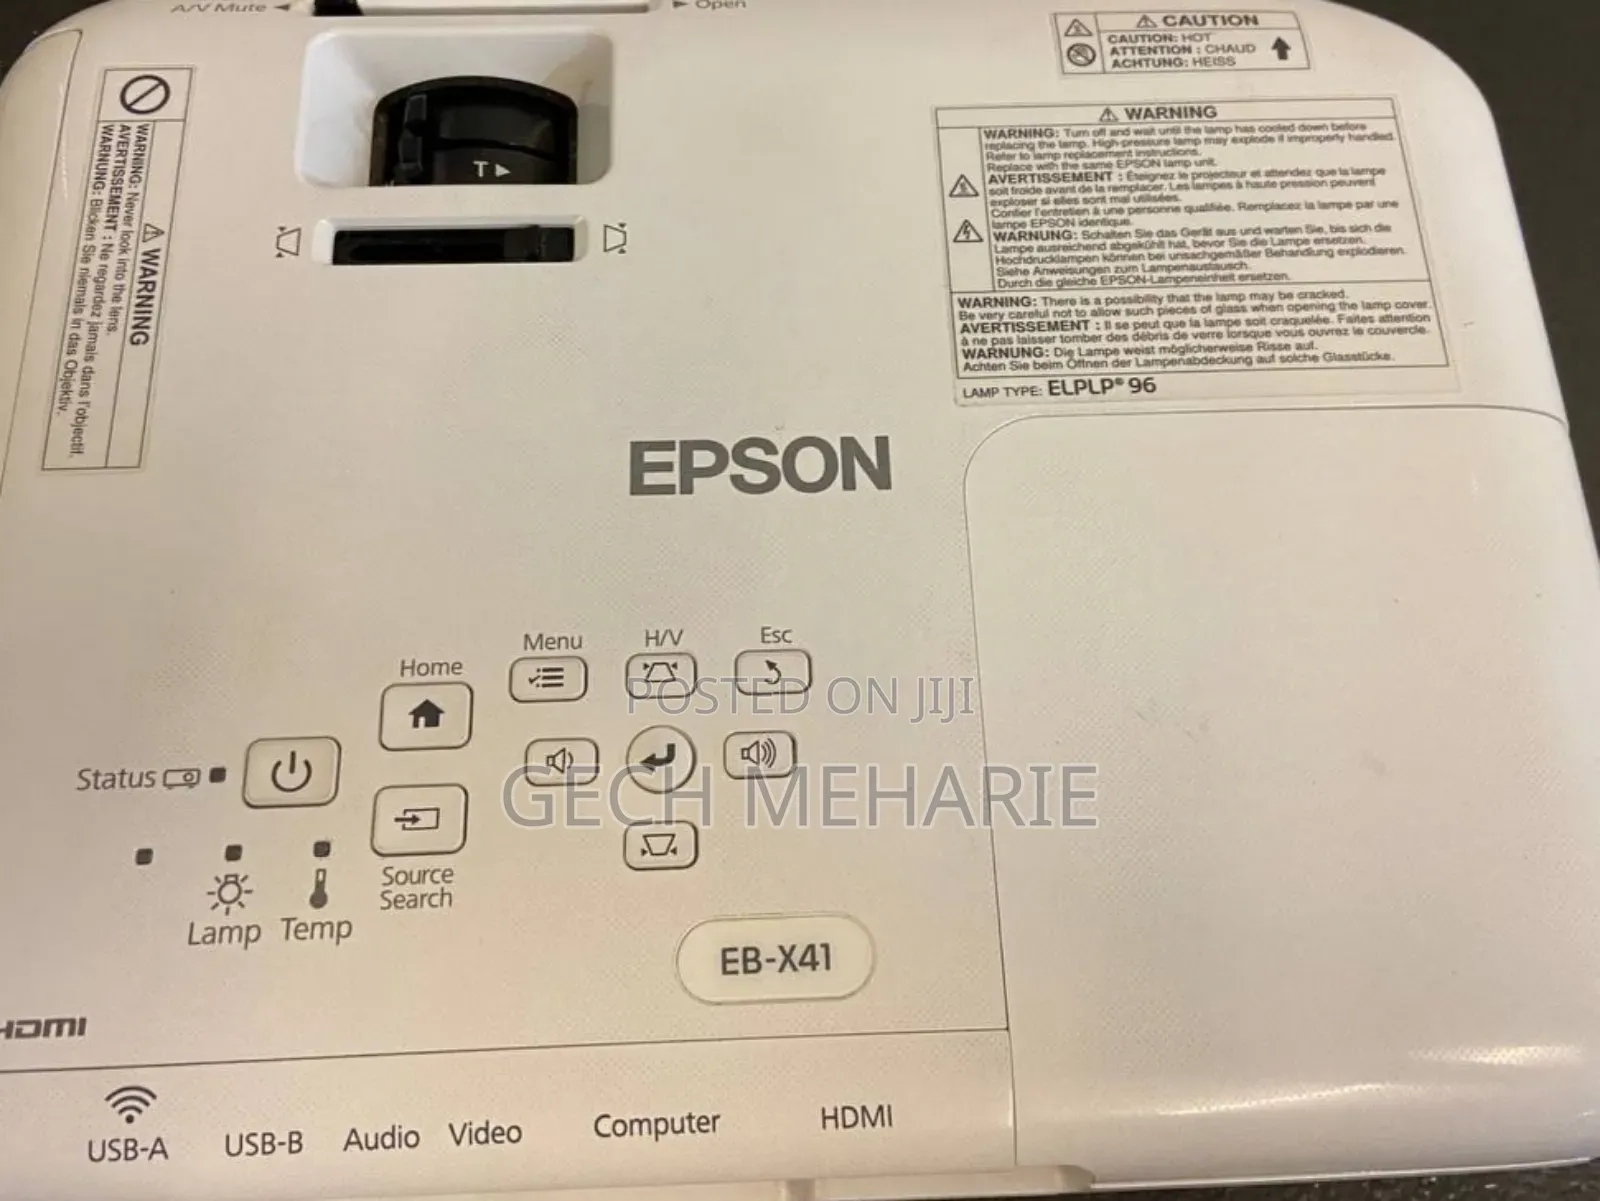 A/V Mute
Open
CAUTION
CAUTION: HOT
ATTENTION : CHAUD
ACHTUNG: HEISS
WARNING
WARNING: Never look into the lens.
AVERTISSEMENT : Ne regardez jamais dans l'objectif.
WARNUNG: Blicken Sie niemals in das Objektiv.
T
WARNING
WARNING: Turn off and wait until the lamp has cooled down before
replacing the lamp. High-pressure lamp may explode if improperly handled.
Refer to lamp replacement instructions.
Replace with the same EPSON lamp unit.
AVERTISSEMENT : Éteignez le projecteur et attendez que la lampe
soit froide avant de la remplacer. Les lampes à haute pression peuvent
exploser si elles sont mal utilisées.
Confier l'entretien à une personne qualifiée. Remplacez la lampe par une
lampe EPSON identique.
WARNUNG: Schalten Sie das Gerät aus und warten Sie, bis sich die
Lampe ausreichend abgekühlt hat, bevor Sie die Lampe ersetzen.
Hochdrucklampen können bei unsachgemäßer Behandlung explodieren.
Siehe Anweisungen zum Lampenaustausch.
Durch die gleiche EPSON-Lampeneinheit ersetzen.
WARNING: There is a possibility that the lamp may be cracked.
Be very careful not to allow such pieces of glass when opening the lamp cover.
AVERTISSEMENT : Il se peut que la lampe soit craquelée. Faites attention
à ne pas laisser tomber des débris de verre lorsque vous ouvrez le couvercle.
WARNUNG: Die Lampe weist möglicherweise Risse auf.
Achten Sie beim Öffnen der Lampenabdeckung auf solche Glasstücke.
LAMP TYPE: ELPLP® 96
EPSON
Home
Menu
H/V
Esc
POSTED ON JIJI
GECH MEHARIE
Status
Source
Search
Lamp
Temp
EB-X41
HDMI
USB-A
USB-B
Audio
Video
Computer
HDMI